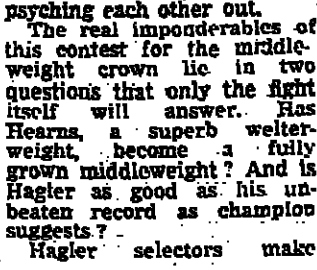 psyching each other out.
The real imponderables of
this contest for the middle-
weight crown lie in two
questions that only the fight
itself will answer. Has
Hearns, a superb welter-
weight, become a fully
grown middleweight? And is
Hagler as good as his un-
beaten record as champion
suggests?
Hagler selectors make